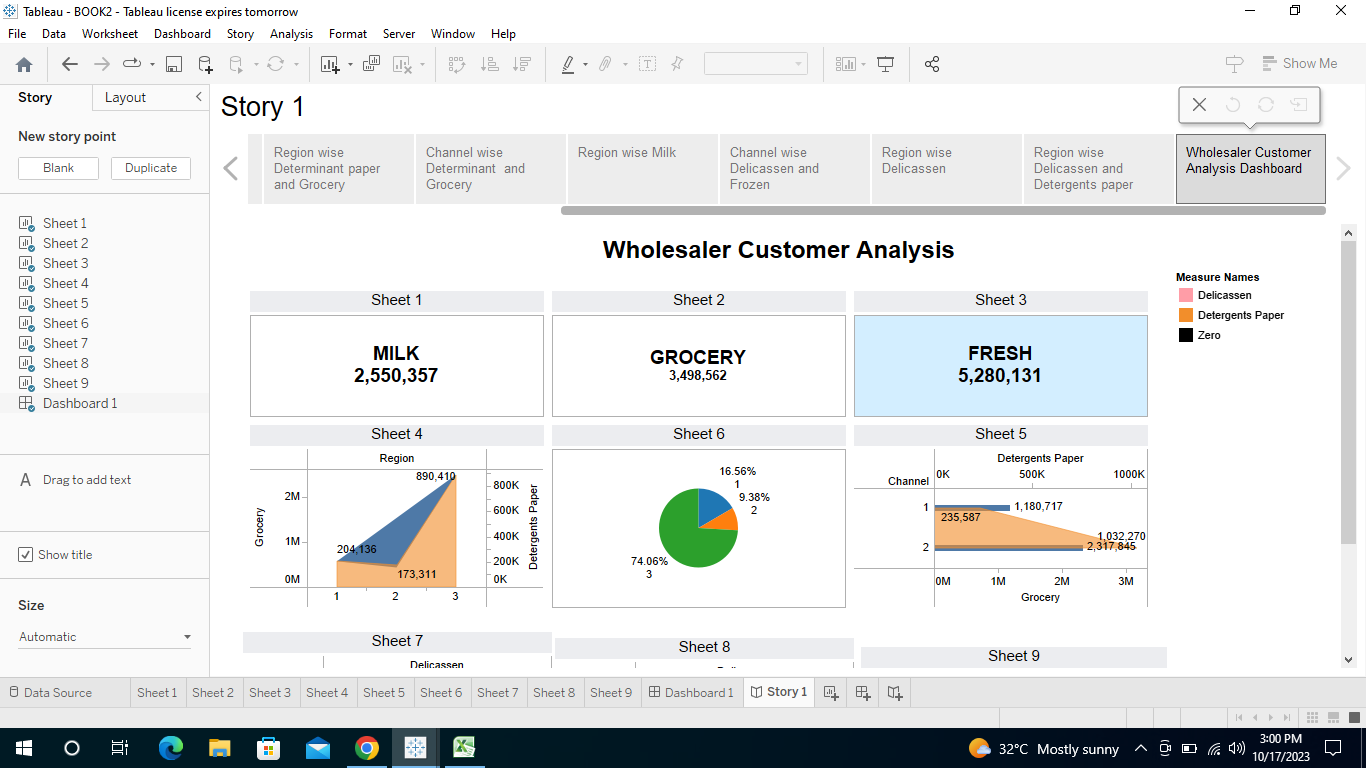 Tableau - BOOK2 - Tableau license expires tomorrow
File Data Worksheet Dashboard Story Analysis Format Server Window Help
Show Me
Story Layout
New story point
Blank Duplicate
Sheet 1
Sheet 2
Sheet 3
Sheet 4
Sheet 5
Sheet 6
Sheet 7
Sheet 8
Sheet 9
Dashboard 1
A Drag to add text
Show title
Size
Automatic
Story 1
Region wise
Determinant paper
and Grocery
Channel wise
Determinant and
Grocery
Region wise Milk
Channel wise
Delicassen and
Frozen
Region wise
Delicassen
Region wise
Delicassen and
Detergents paper
Wholesaler Customer
Analysis Dashboard
Wholesaler Customer Analysis
Measure Names
Delicassen
Detergents Paper
Zero
Sheet 1
MILK
2,550,357
Sheet 2
GROCERY
3,498,562
Sheet 3
FRESH
5,280,131
Sheet 4
Region
Grocery
2M
1M
0M
890,410
204,136
173,311
800K
600K
400K
200K
0K
Detergents Paper
1 2 3
Sheet 6
16.56%
1
9.38%
2
74.06%
3
Sheet 5
Detergents Paper
Channel
0K 500K 1000K
1
1,180,717
235,587
1,032,270
2
2,317,845
0M 1M 2M 3M
Grocery
Sheet 7
Delicassen
Sheet 8
Sheet 9
Data Source Sheet 1 Sheet 2 Sheet 3 Sheet 4 Sheet 5 Sheet 6 Sheet 7 Sheet 8 Sheet 9 Dashboard 1 Story 1
32°C Mostly sunny
3:00 PM
10/17/2023